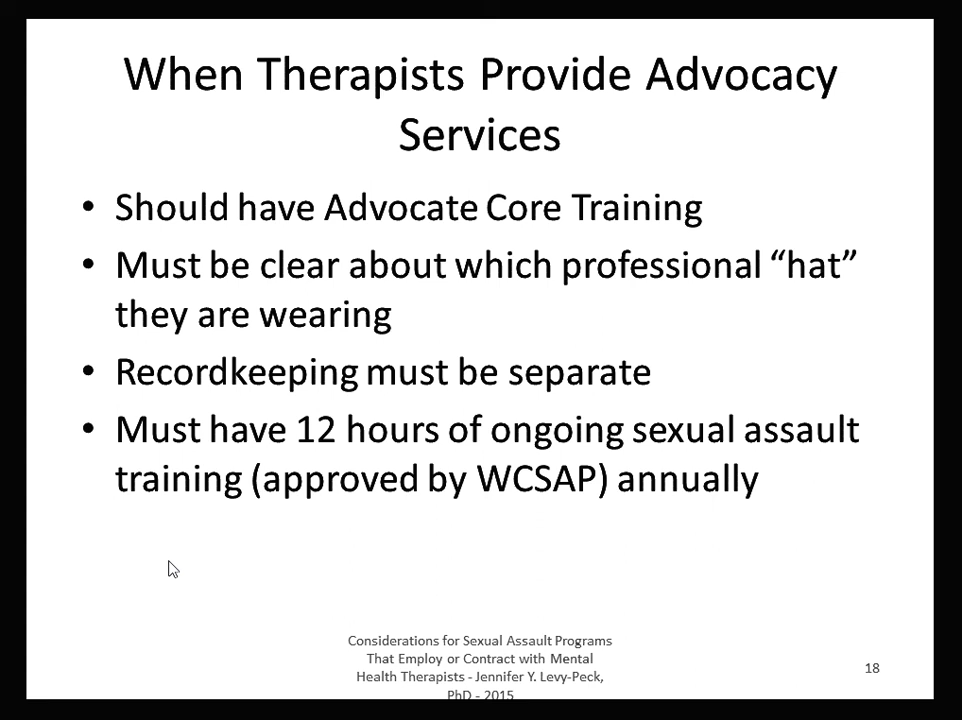 When Therapists Provide Advocacy
Services
• Should have Advocate Core Training
• Must be clear about which professional “hat”
they are wearing
• Recordkeeping must be separate
• Must have 12 hours of ongoing sexual assault
training (approved by WCSAP) annually
Considerations for Sexual Assault Programs
That Employ or Contract with Mental
Health Therapists - Jennifer Y. Levy-Peck,
PhD - 2015
18